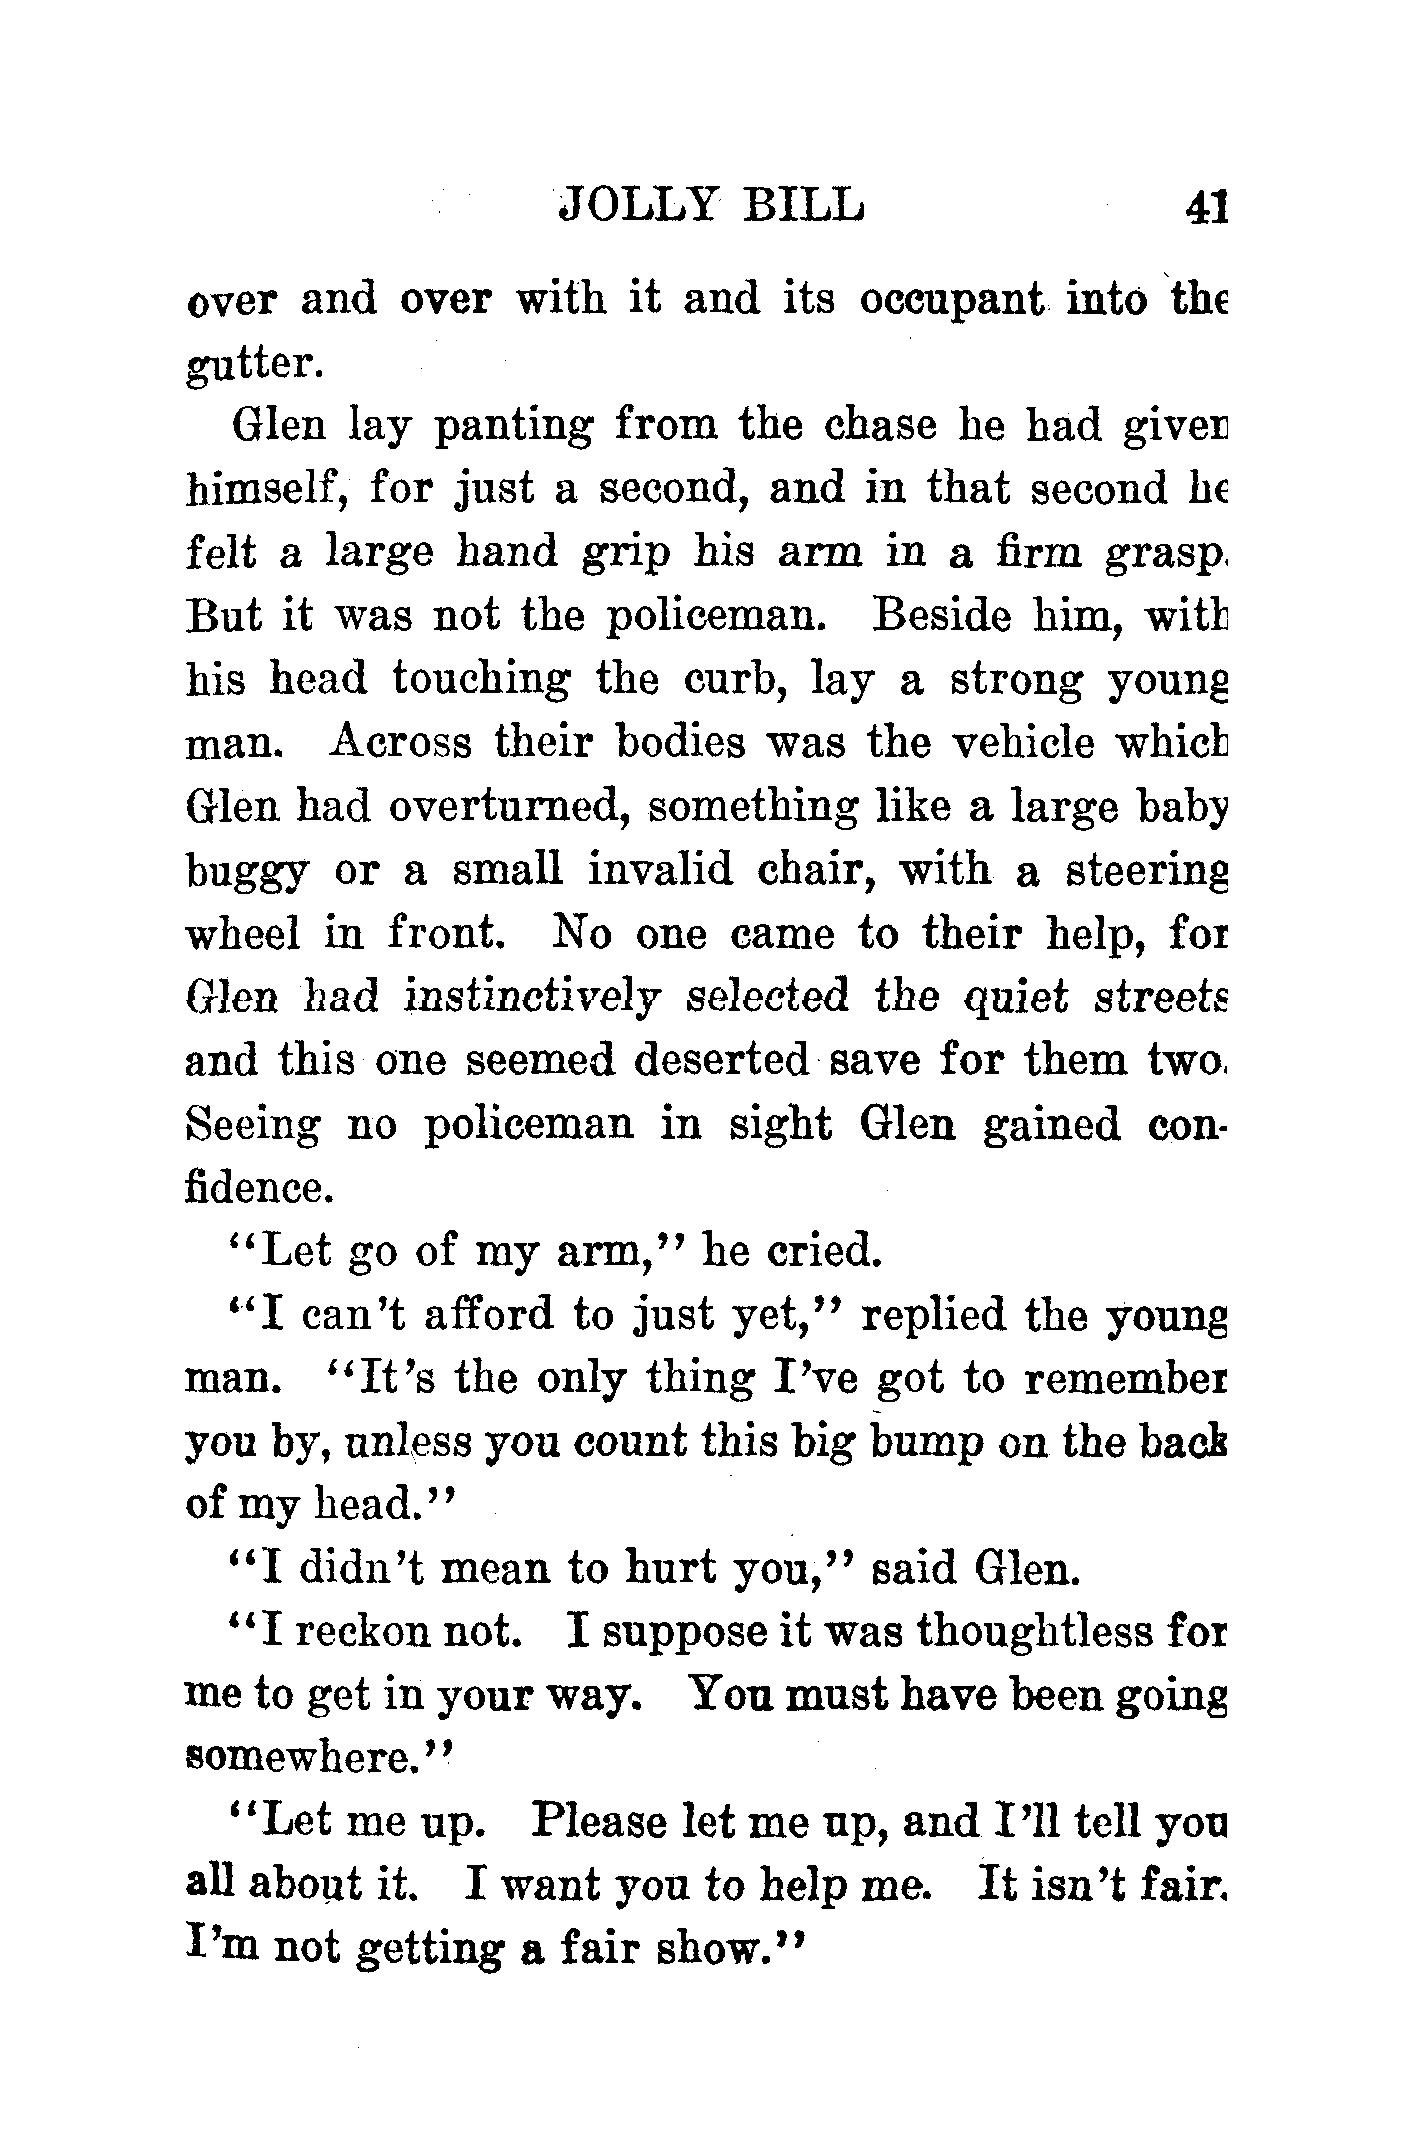 JOLLY BILL 41
over and over with it and its occupant into the
gutter.
Glen lay panting from the chase he had given
himself, for just a second, and in that second he
felt a large hand grip his arm in a firm grasp.
But it was not the policeman. Beside him, with
his head touching the curb, lay a strong young
man. Across their bodies was the vehicle which
Glen had overturned, something like a large baby
buggy or a small invalid chair, with a steering
wheel in front. No one came to their help, for
Glen had instinctively selected the quiet streets
and this one seemed deserted save for them two.
Seeing no policeman in sight Glen gained con-
fidence.
"Let go of my arm," he cried.
"I can't afford to just yet," replied the young
man. "It's the only thing I've got to remember
you by, unless you count this big bump on the back
of my head."
"I didn't mean to hurt you," said Glen.
"I reckon not. I suppose it was thoughtless for
me to get in your way. You must have been going
somewhere."
"Let me up. Please let me up, and I'll tell you
all about it. I want you to help me. It isn't fair.
I'm not getting a fair show."